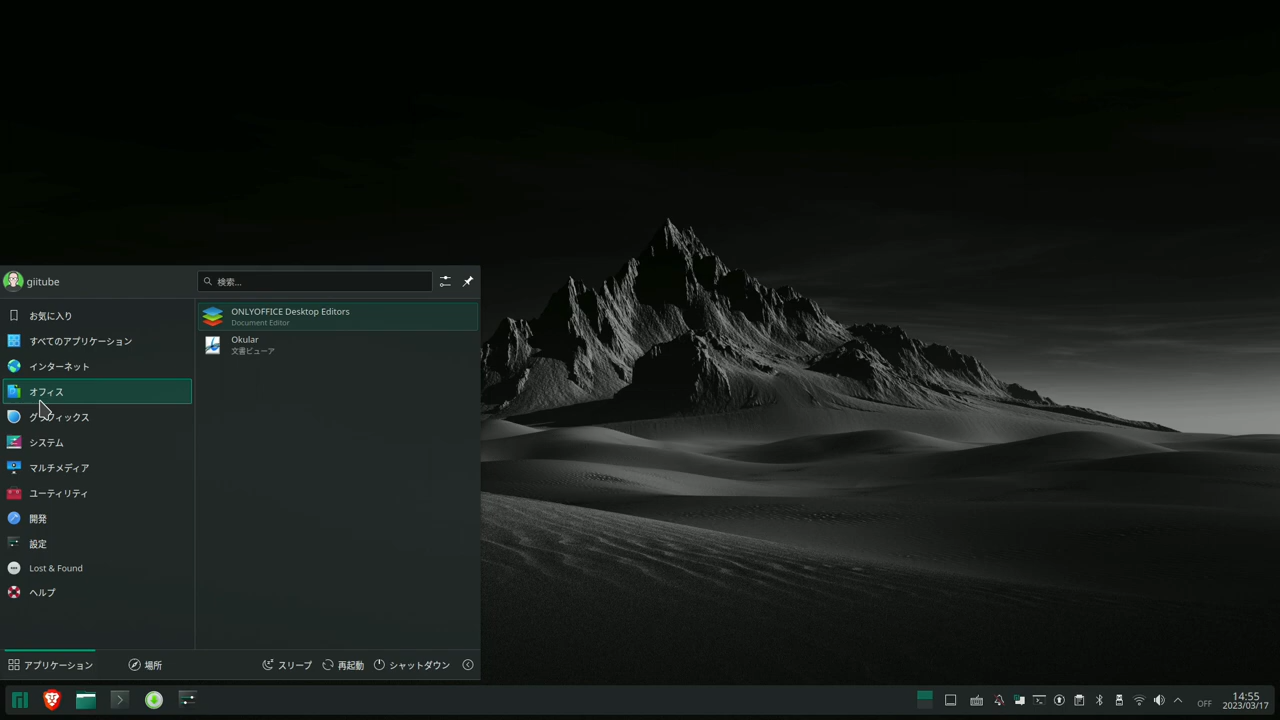 giitube
検索...
お気に入り
すべてのアプリケーション
インターネット
オフィス
グラフィックス
システム
マルチメディア
ユーティリティ
開発
設定
Lost & Found
ヘルプ
ONLYOFFICE Desktop Editors
Document Editor
Okular
文書ビューア
アプリケーション
場所
スリープ
再起動
シャットダウン
OFF
14:55
2023/03/17